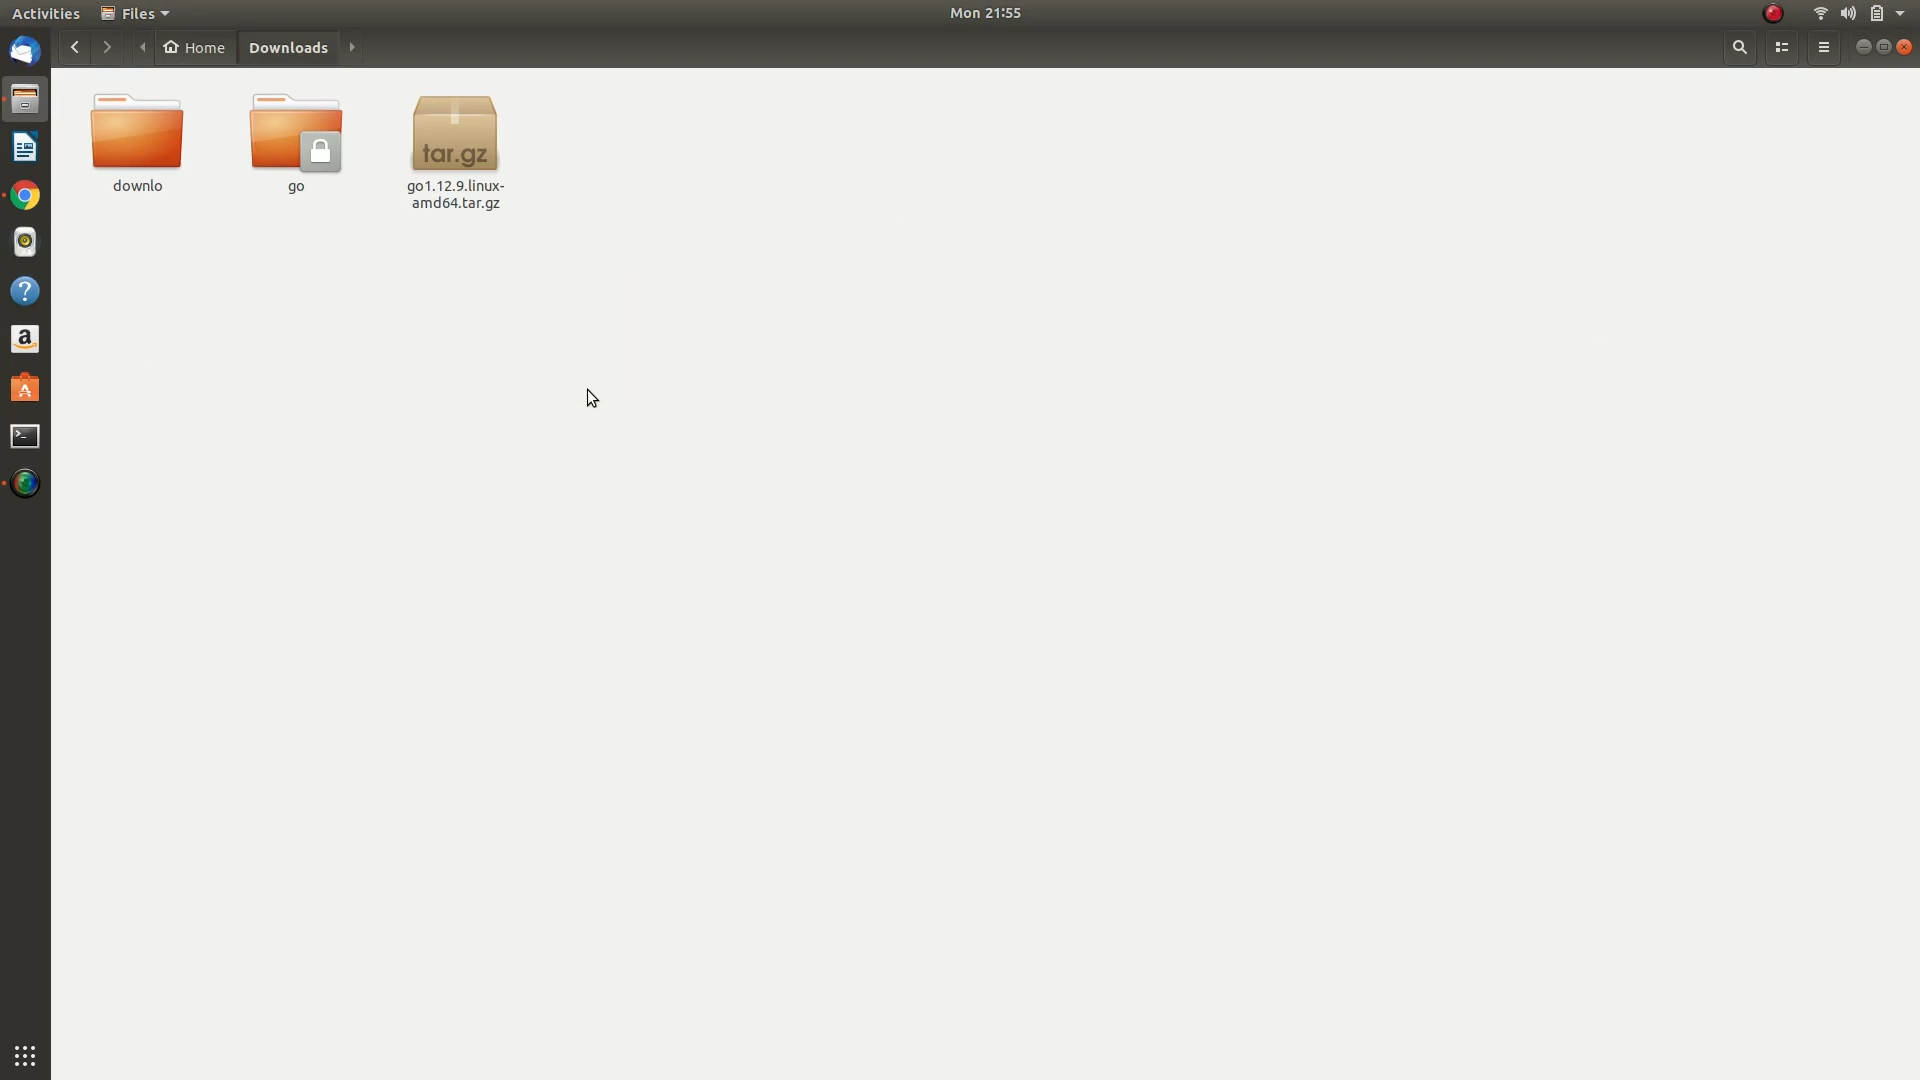 Activities Files Mon 21:55
Home Downloads
downlo
go
tar.gz
go1.12.9.linux-
amd64.tar.gz